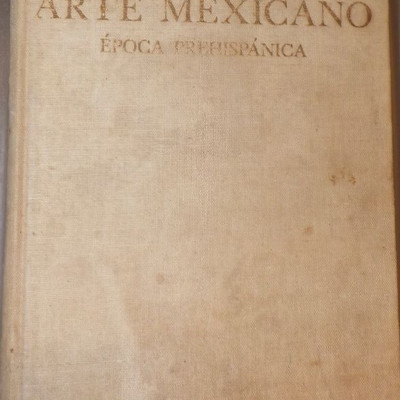 ARTE MEXICANO
ÉPOCA PREHISPÁNICA